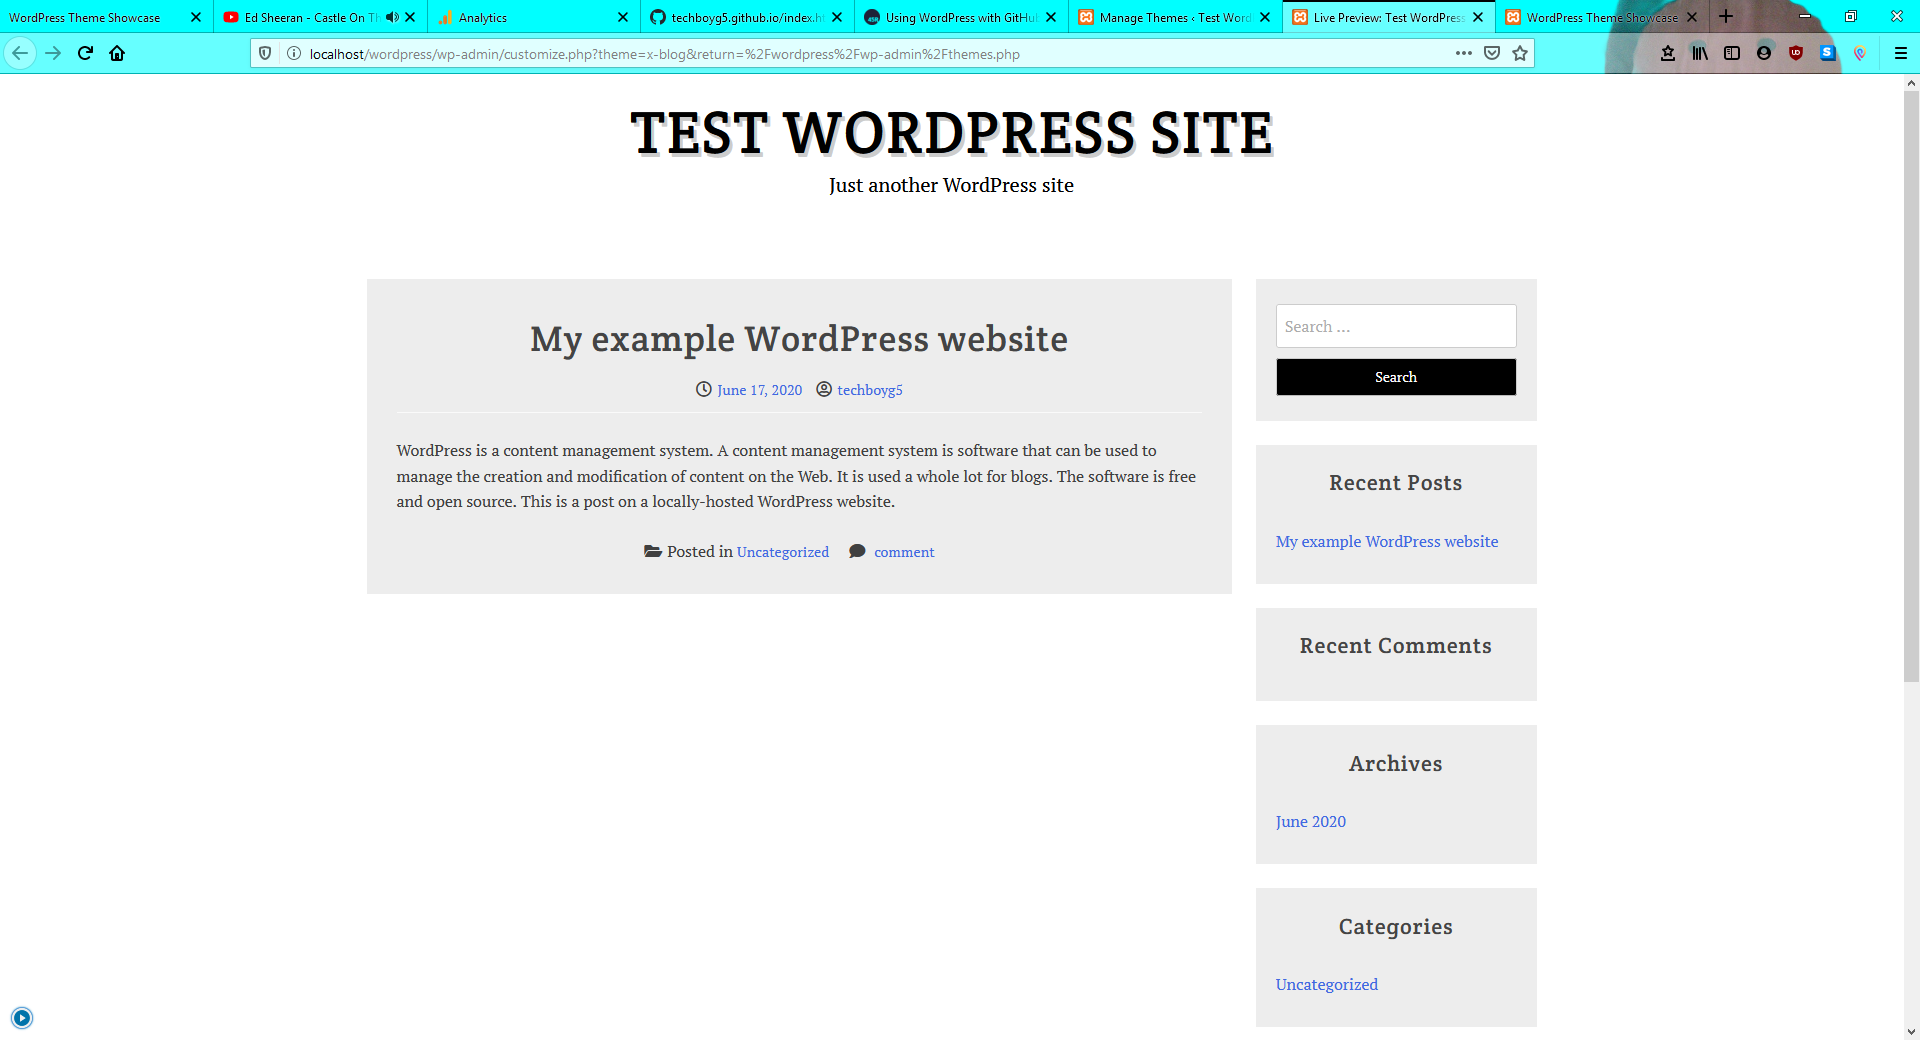 WordPress Theme Showcase
Ed Sheeran - Castle On Th
Analytics
techboyg5.github.io/index.ht
Using WordPress with GitHu
Manage Themes ‹ Test Word
Live Preview: Test WordPress
WordPress Theme Showcase
localhost/wordpress/wp-admin/customize.php?theme=x-blog&return=%2Fwordpress%2Fwp-admin%2Fthemes.php
TEST WORDPRESS SITE
Just another WordPress site
My example WordPress website
June 17, 2020 techboyg5
WordPress is a content management system. A content management system is software that can be used to
manage the creation and modification of content on the Web. It is used a whole lot for blogs. The software is free
and open source. This is a post on a locally-hosted WordPress website.
Posted in Uncategorized comment
Search ...
Search
Recent Posts
My example WordPress website
Recent Comments
Archives
June 2020
Categories
Uncategorized